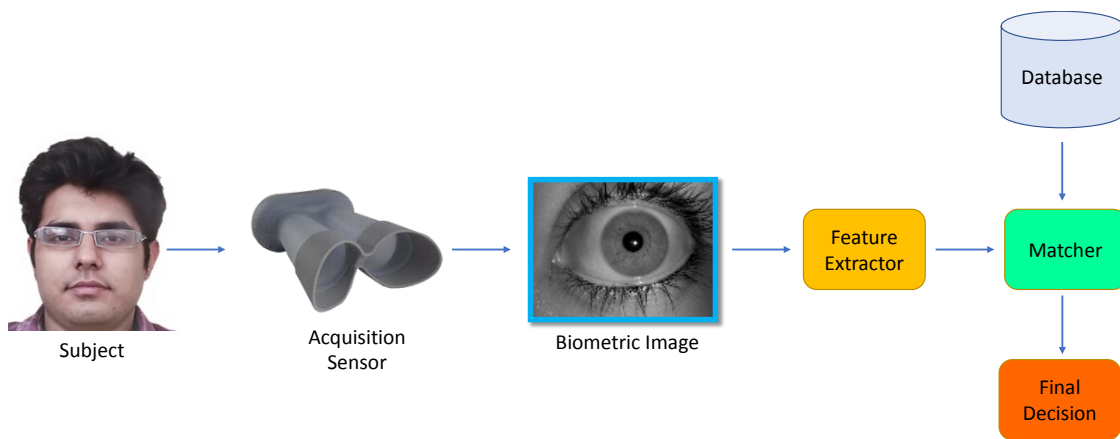 Database
Feature
Extractor
Matcher
Subject
Acquisition
Sensor
Biometric Image
Final
Decision